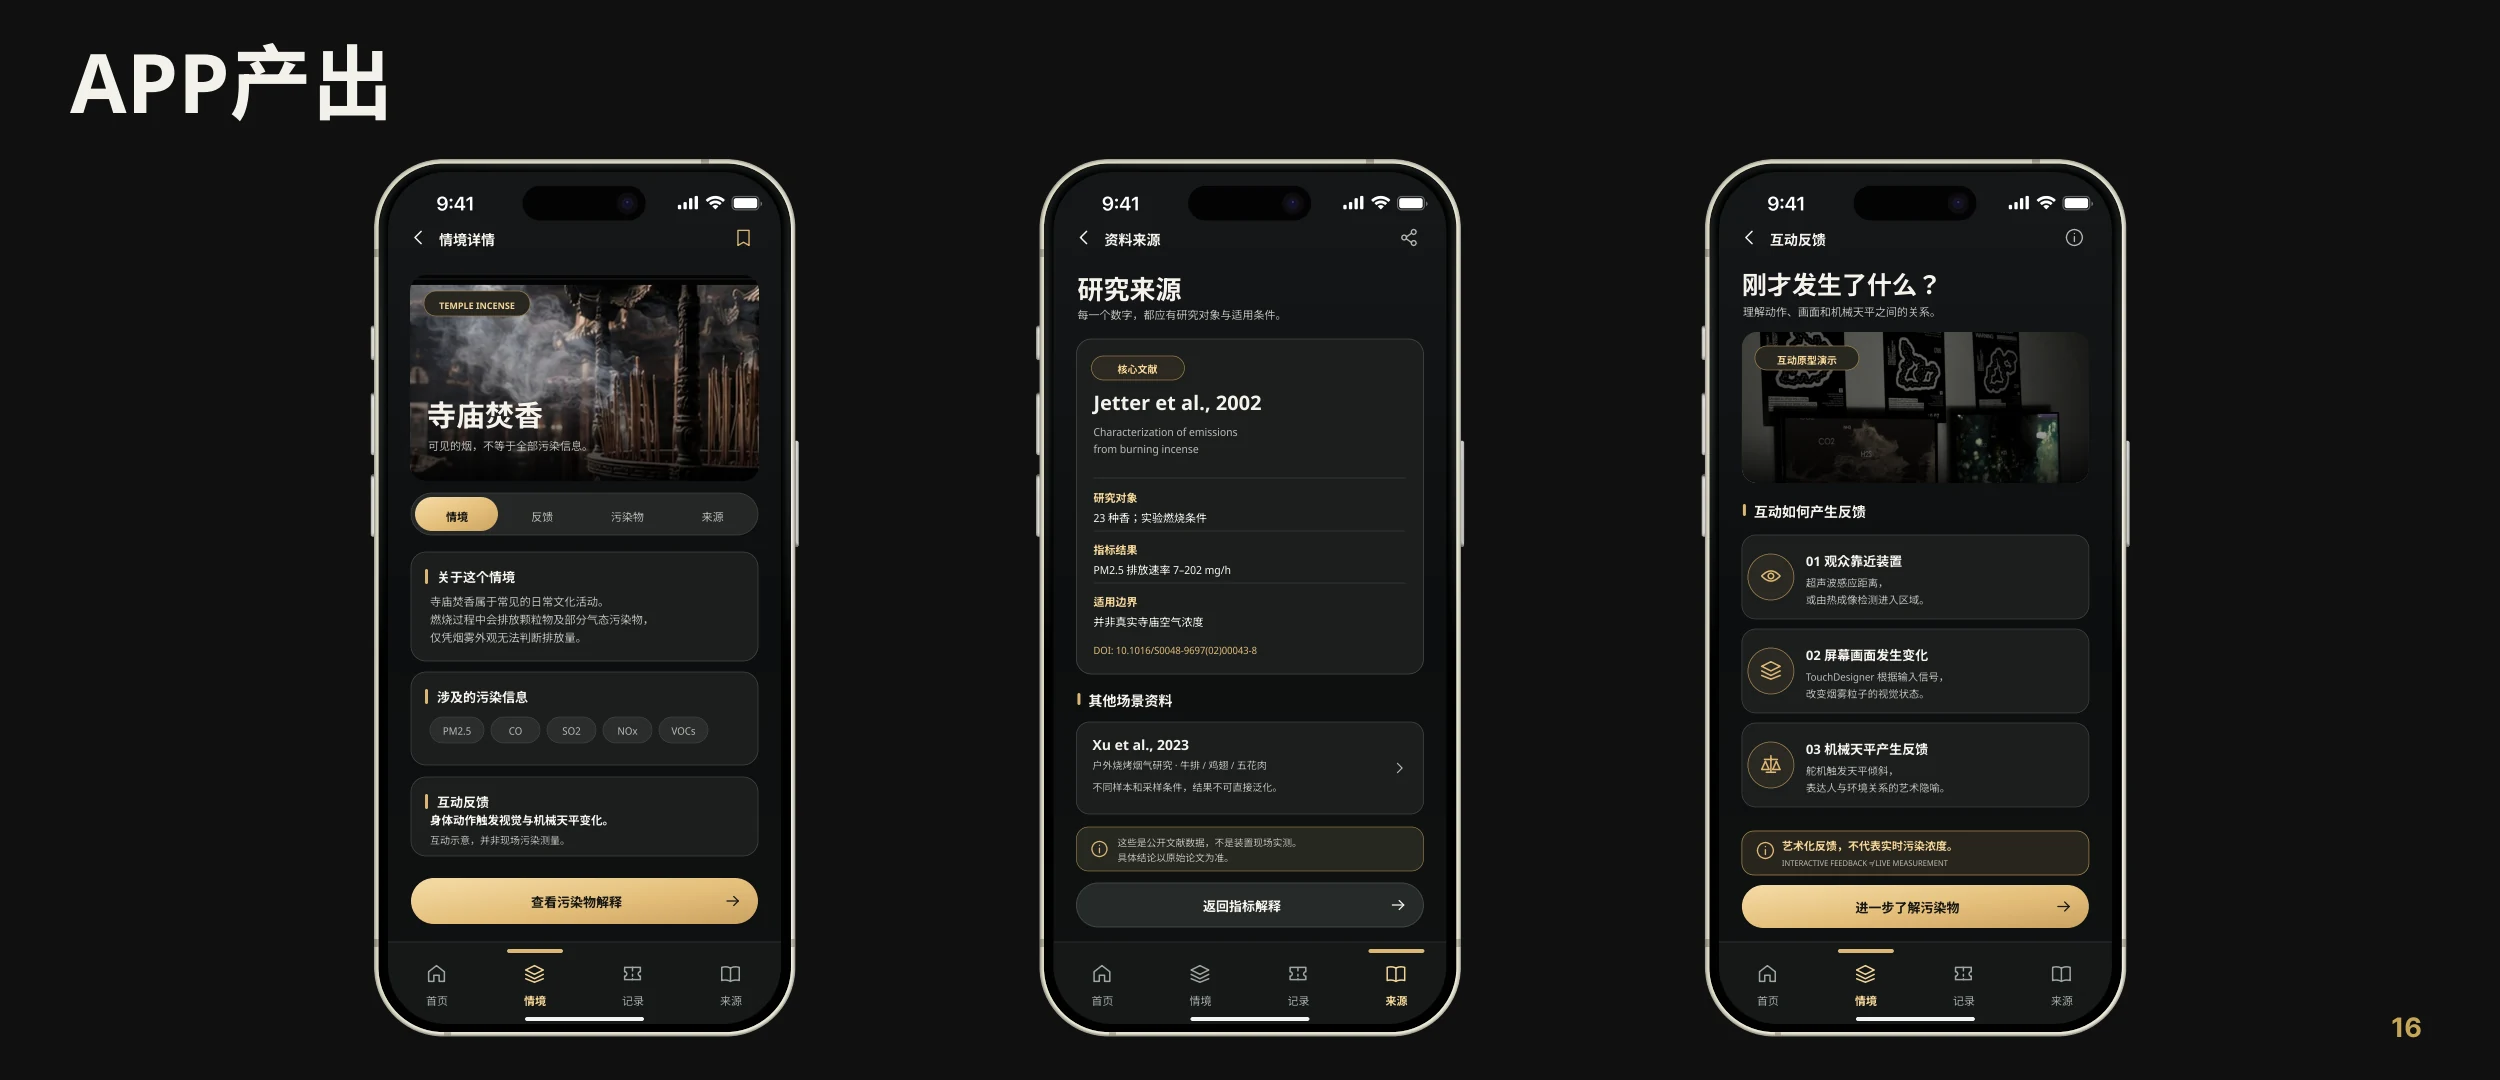 APP产出
9:41
情境详情
TEMPLE INCENSE
寺庙焚香
可见的烟，不等于全部污染信息。
情境 反馈 污染物 来源
关于这个情境
寺庙焚香属于常见的日常文化活动。
燃烧过程中会排放颗粒物及部分气态污染物，
仅凭烟雾外观无法判断排放量。
涉及的污染信息
PM2.5 CO SO2 NOx VOCs
互动反馈
身体动作触发视觉与机械天平变化。
互动示意，并非现场污染测量。
查看污染物解释
首页 情境 记录 来源
9:41
资料来源
研究来源
每一个数字，都应有研究对象与适用条件。
核心文献
Jetter et al., 2002
Characterization of emissions
from burning incense
研究对象
23 种香；实验燃烧条件
指标结果
PM2.5 排放速率 7–202 mg/h
适用边界
并非真实寺庙空气浓度
DOI: 10.1016/S0048-9697(02)00043-8
其他场景资料
Xu et al., 2023
户外烧烤烟气研究 · 牛排 / 鸡翅 / 五花肉
不同样本和采样条件，结果不可直接泛化。
这些是公开文献数据，不是装置现场实测。
具体结论以原始论文为准。
返回指标解释
首页 情境 记录 来源
9:41
互动反馈
刚才发生了什么？
理解动作、画面和机械天平之间的关系。
互动原型演示
CO2
H2S
互动如何产生反馈
01 观众靠近装置
超声波感应距离，
或由热成像检测进入区域。
02 屏幕画面发生变化
TouchDesigner 根据输入信号，
改变烟雾粒子的视觉状态。
03 机械天平产生反馈
舵机触发天平倾斜，
表达人与环境关系的艺术隐喻。
艺术化反馈，不代表实时污染浓度。
INTERACTIVE FEEDBACK ≠ LIVE MEASUREMENT
进一步了解污染物
首页 情境 记录 来源
16